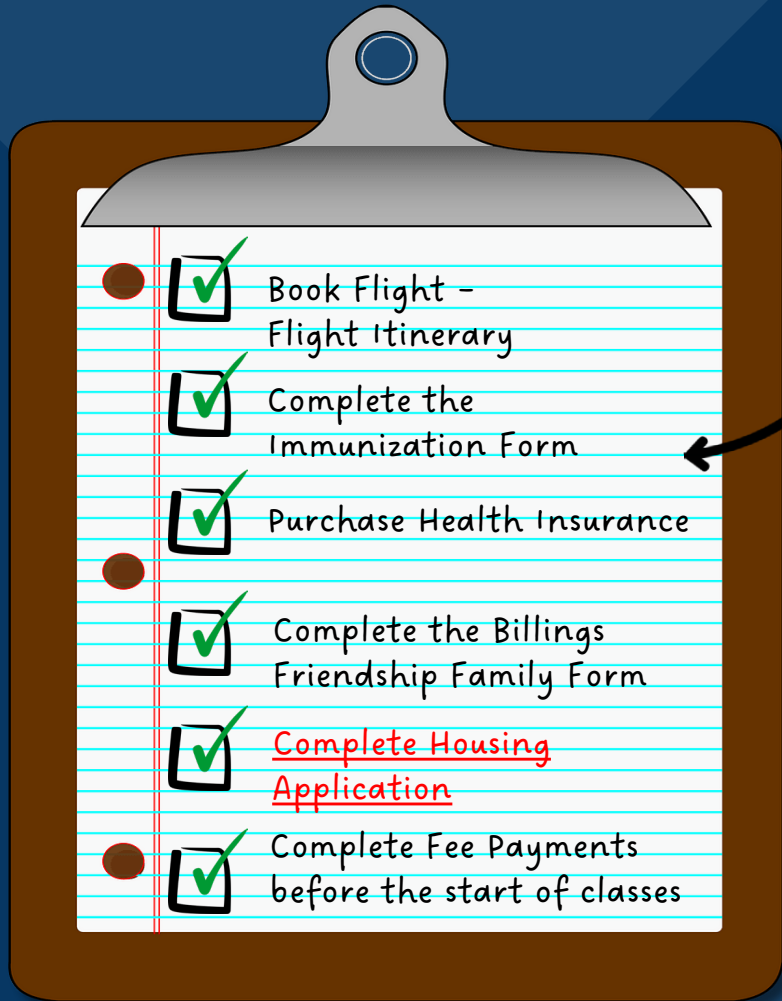 Book Flight -
Flight Itinerary
Complete the
Immunization Form
Purchase Health Insurance
Complete the Billings
Friendship Family Form
Complete Housing
Application
Complete Fee Payments
before the start of classes